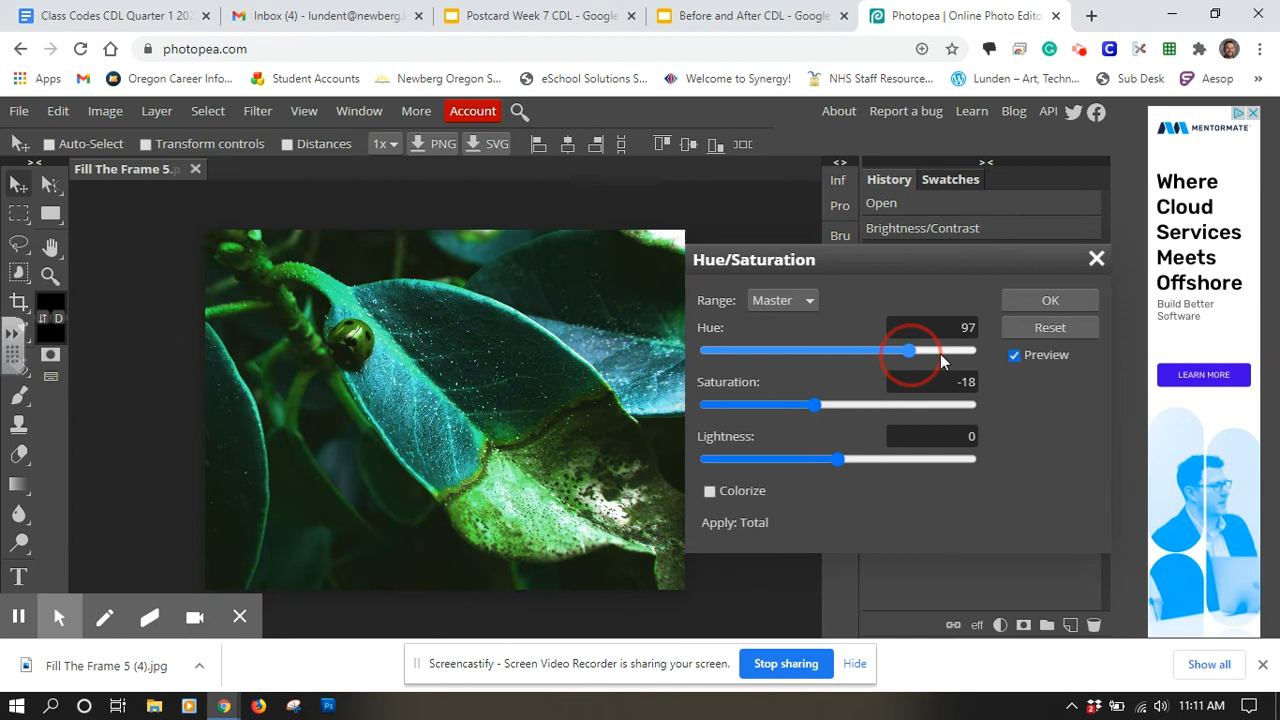 Class Codes CDL Quarter 1 202
Inbox (4) - lundent@newberg
Postcard Week 7 CDL - Google
Before and After CDL - Google
Photopea | Online Photo Edito
photopea.com
Apps
Oregon Career Info...
Student Accounts
Newberg Oregon S...
eSchool Solutions S...
Welcome to Synergy!
NHS Staff Resource...
Lunden – Art, Techn...
Sub Desk
Aesop
File
Edit
Image
Layer
Select
Filter
View
Window
More
Account
About
Report a bug
Learn
Blog
API
Auto-Select
Transform controls
Distances
1x
PNG
SVG
Fill The Frame 5.p
Inf
Pro
Bru
History
Swatches
Open
Brightness/Contrast
Hue/Saturation
Range:
Master
OK
Hue:
97
Reset
Preview
Saturation:
-18
Lightness:
0
Colorize
Apply: Total
D
T
eff
MENTORMATE
Where
Cloud
Services
Meets
Offshore
Build Better
Software
LEARN MORE
Fill The Frame 5 (4).jpg
Screencastify - Screen Video Recorder is sharing your screen.
Stop sharing
Hide
Show all
Ps
11:11 AM